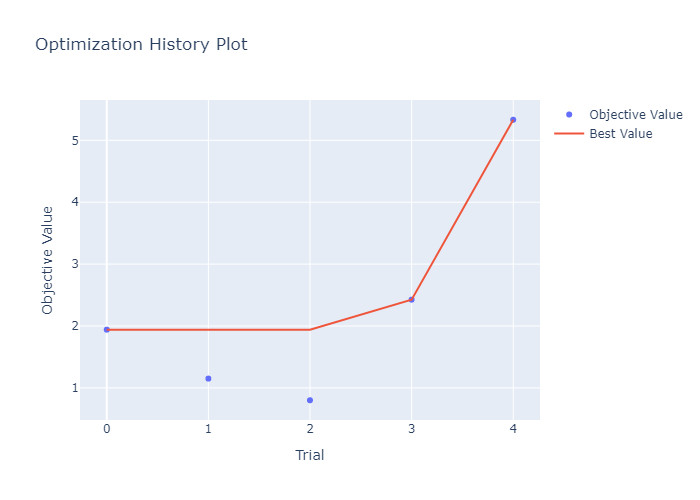 Optimization History Plot
Objective Value
Best Value
5
4
3
2
1
Objective Value
0 1 2 3 4
Trial